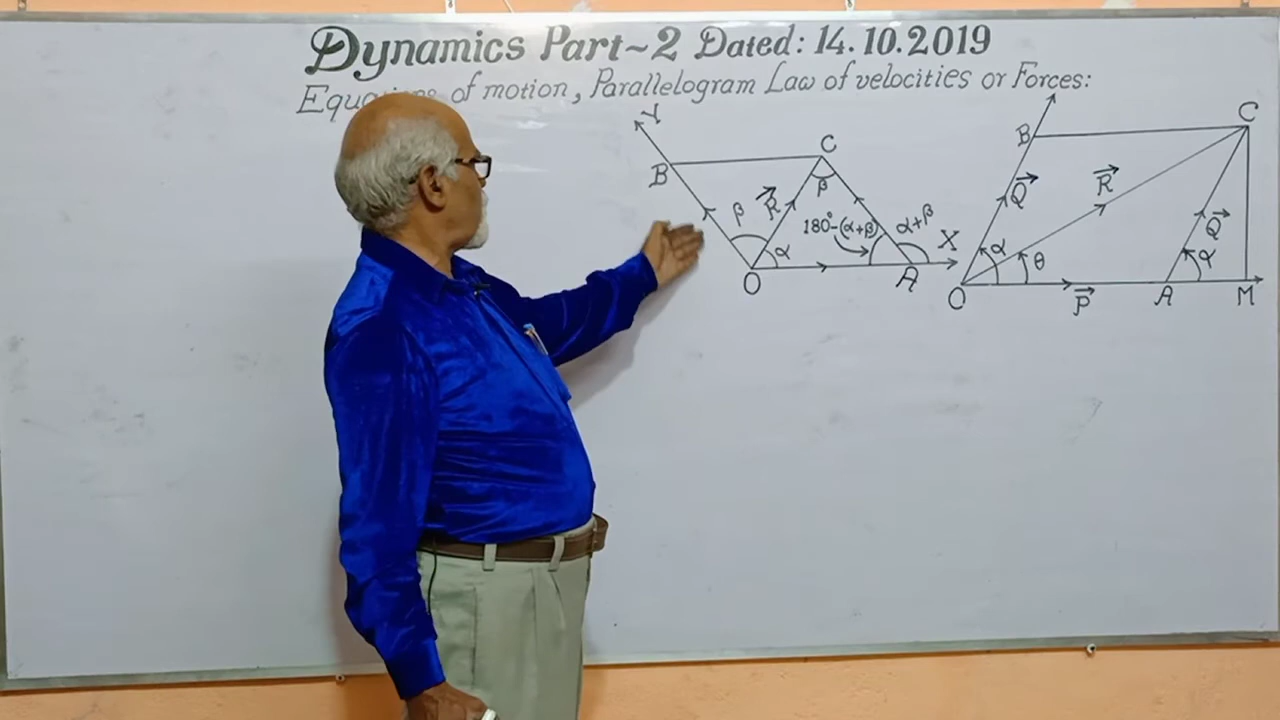 Dynamics Part~2 Dated: 14.10.2019
of motion, Parallelogram Law of velocities or Forces:
Y
B
C
β
β
R⃗
α
180°-(α+β)
α+β
X
O
A
B
C
Q⃗
R⃗
Q⃗
α
θ
α
O
P⃗
A
M